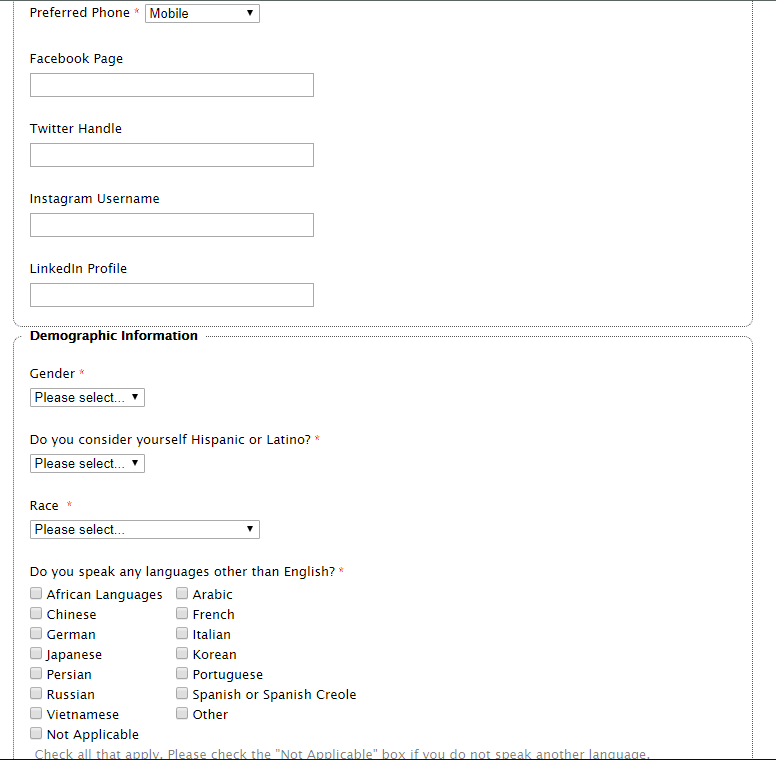 Preferred Phone * Mobile
Facebook Page
Twitter Handle
Instagram Username
LinkedIn Profile
Demographic Information
Gender *
Please select...
Do you consider yourself Hispanic or Latino? *
Please select...
Race *
Please select...
Do you speak any languages other than English? *
African Languages Arabic
Chinese French
German Italian
Japanese Korean
Persian Portuguese
Russian Spanish or Spanish Creole
Vietnamese Other
Not Applicable
Check all that apply. Please check the "Not Applicable" box if you do not speak another language.